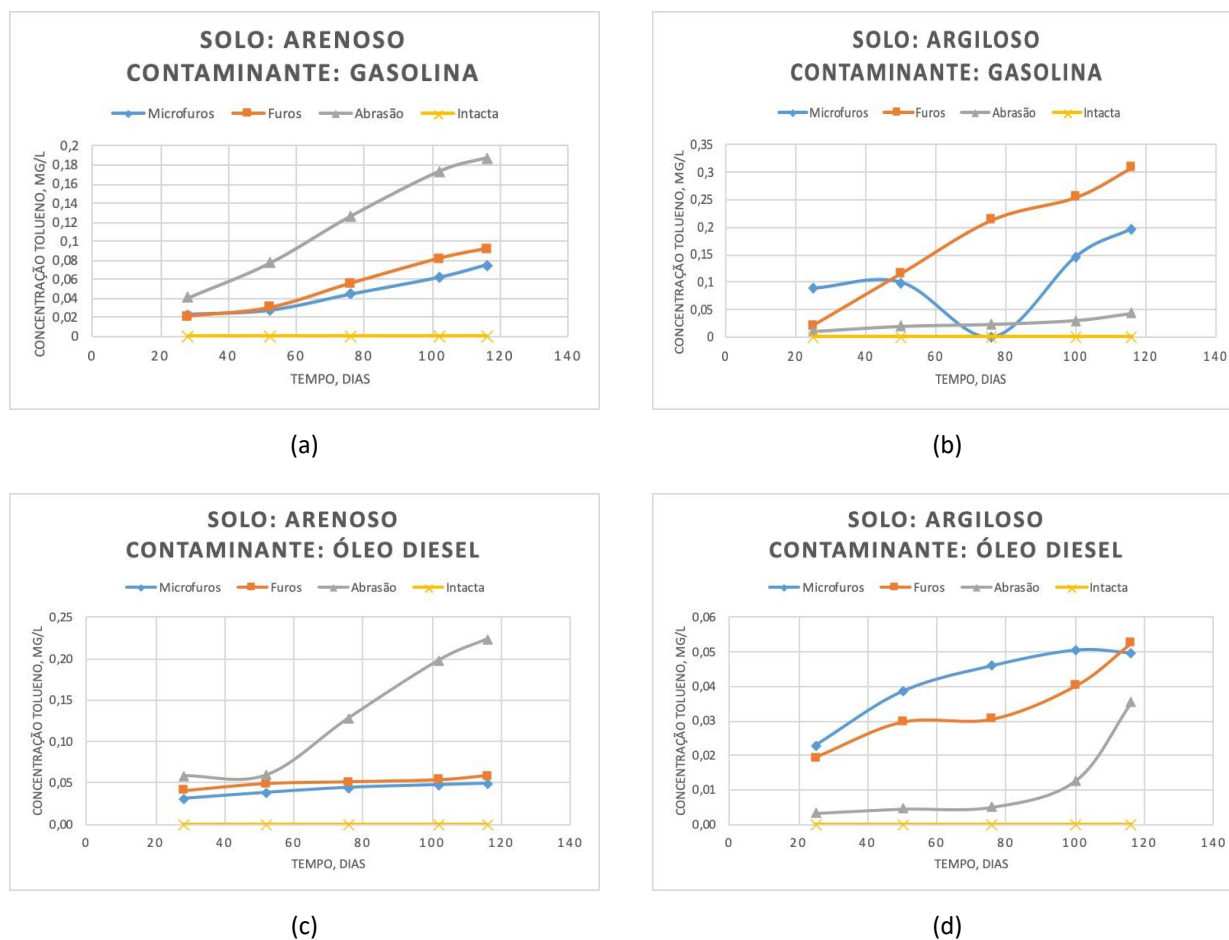 SOLO: ARENOSO
CONTAMINANTE: GASOLINA
Microfuros Furos Abrasão Intacta
CONCENTRAÇÃO TOLUENO, MG/L
0,2
0,18
0,16
0,14
0,12
0,1
0,08
0,06
0,04
0,02
0
0 20 40 60 80 100 120 140
TEMPO, DIAS
(a)
SOLO: ARGILOSO
CONTAMINANTE: GASOLINA
Microfuros Furos Abrasão Intacta
CONCENTRAÇÃO TOLUENO, MG/L
0,35
0,3
0,25
0,2
0,15
0,1
0,05
0
0 20 40 60 80 100 120 140
TEMPO, DIAS
(b)
SOLO: ARENOSO
CONTAMINANTE: ÓLEO DIESEL
Microfuros Furos Abrasão Intacta
CONCENTRAÇÃO TOLUENO, MG/L
0,25
0,20
0,15
0,10
0,05
0,00
0 20 40 60 80 100 120 140
TEMPO, DIAS
(c)
SOLO: ARGILOSO
CONTAMINANTE: ÓLEO DIESEL
Microfuros Furos Abrasão Intacta
CONCENTRAÇÃO TOLUENO, MG/L
0,06
0,05
0,04
0,03
0,02
0,01
0,00
0 20 40 60 80 100 120 140
TEMPO, DIAS
(d)